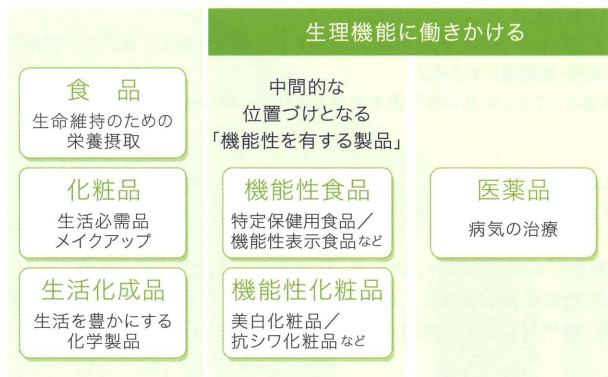 生理機能に働きかける
食 品
生命維持のための
栄養摂取
化粧品
生活必需品
メイクアップ
生活化成品
生活を豊かにする
化学製品
中間的な
位置づけとなる
「機能性を有する製品」
機能性食品
特定保健用食品／
機能性表示食品など
機能性化粧品
美白化粧品／
抗シワ化粧品など
医薬品
病気の治療